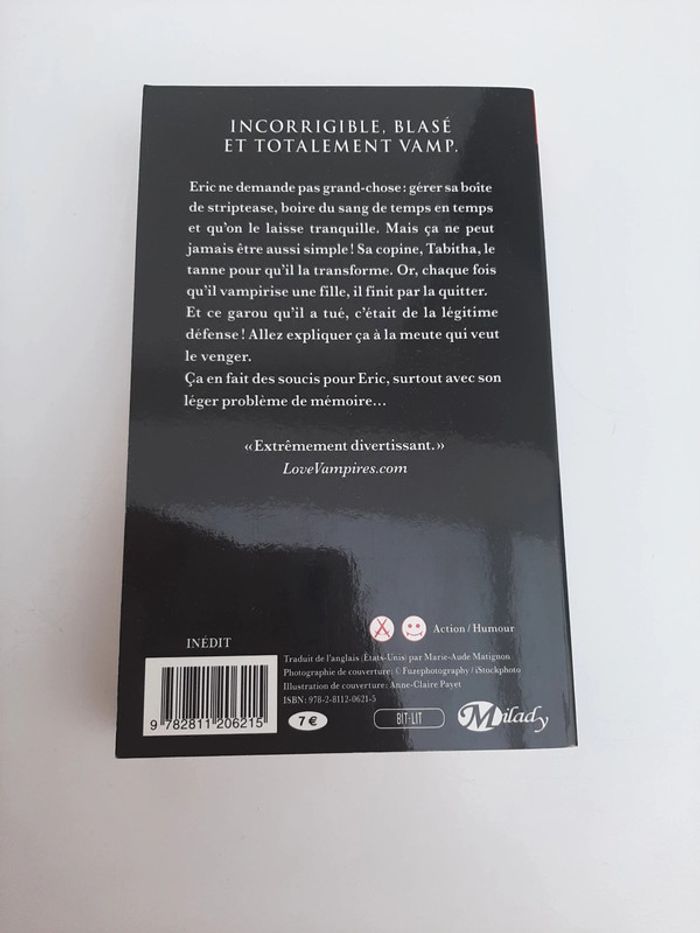 INCORRIGIBLE, BLASÉ
ET TOTALEMENT VAMP.
Eric ne demande pas grand-chose : gérer sa boîte
de striptease, boire du sang de temps en temps
et qu'on le laisse tranquille. Mais ça ne peut
jamais être aussi simple ! Sa copine, Tabitha, le
tanne pour qu'il la transforme. Or, chaque fois
qu'il vampirise une fille, il finit par la quitter.
Et ce garou qu'il a tué, c'était de la légitime
défense ! Allez expliquer ça à la meute qui veut
le venger.
Ça en fait des soucis pour Eric, surtout avec son
léger problème de mémoire…
« Extrêmement divertissant. »
LoveVampires.com
Action / Humour
INÉDIT
Traduit de l'anglais (États-Unis) par Marie-Aude Matignon
Photographie de couverture : © Fuzephotography / iStockphoto
Illustration de couverture : Anne-Claire Payet
ISBN : 978-2-8112-0621-5
9 782811 206215
7 €
BIT-LIT
Milady